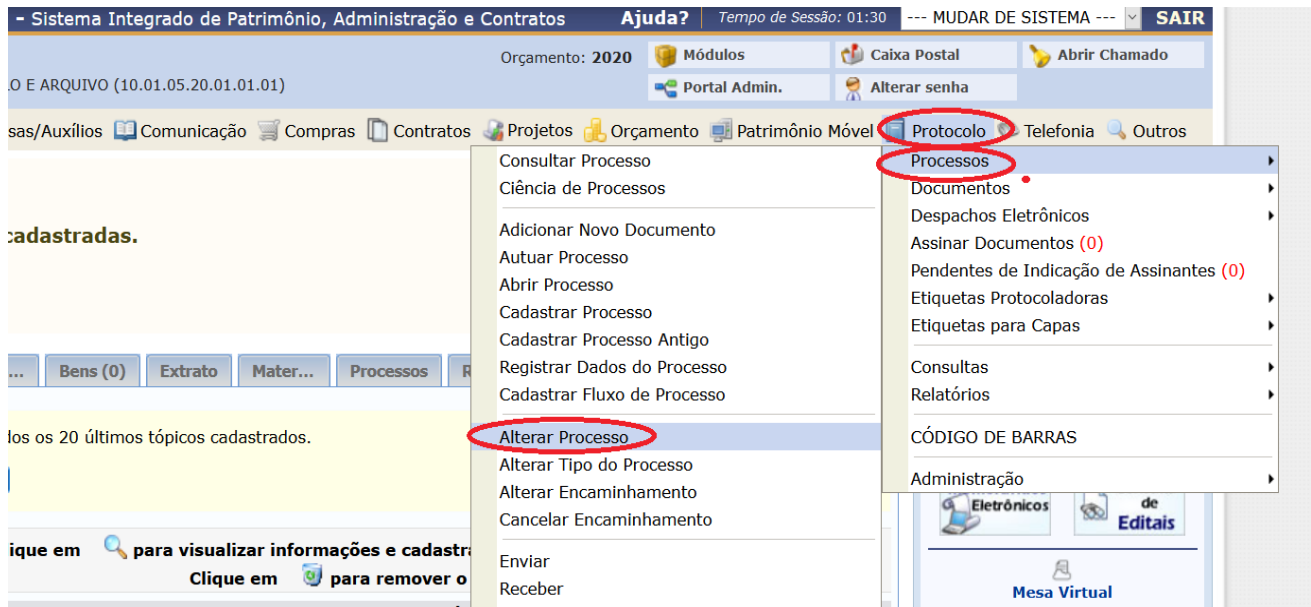 - Sistema Integrado de Patrimônio, Administração e Contratos Ajuda? Tempo de Sessão: 01:30 --- MUDAR DE SISTEMA --- SAIR
Orçamento: 2020 Módulos Caixa Postal Abrir Chamado
LO E ARQUIVO (10.01.05.20.01.01.01) Portal Admin. Alterar senha
sas/Auxílios Comunicação Compras Contratos Projetos Orçamento Patrimônio Móvel Protocolo Telefonia Outros
Consultar Processo
Ciência de Processos
Adicionar Novo Documento
Autuar Processo
Abrir Processo
Cadastrar Processo
Cadastrar Processo Antigo
Registrar Dados do Processo
Cadastrar Fluxo de Processo
Alterar Processo
Alterar Tipo do Processo
Alterar Encaminhamento
Cancelar Encaminhamento
Enviar
Receber
Processos
Documentos
Despachos Eletrônicos
Assinar Documentos (0)
Pendentes de Indicação de Assinantes (0)
Etiquetas Protocoladoras
Etiquetas para Capas
Consultas
Relatórios
CÓDIGO DE BARRAS
Administração
cadastradas.
... Bens (0) Extrato Mater... Processos R
dos os 20 últimos tópicos cadastrados.
ique em para visualizar informações e cadastra
Clique em para remover o
Eletrônicos
de
Editais
Mesa Virtual